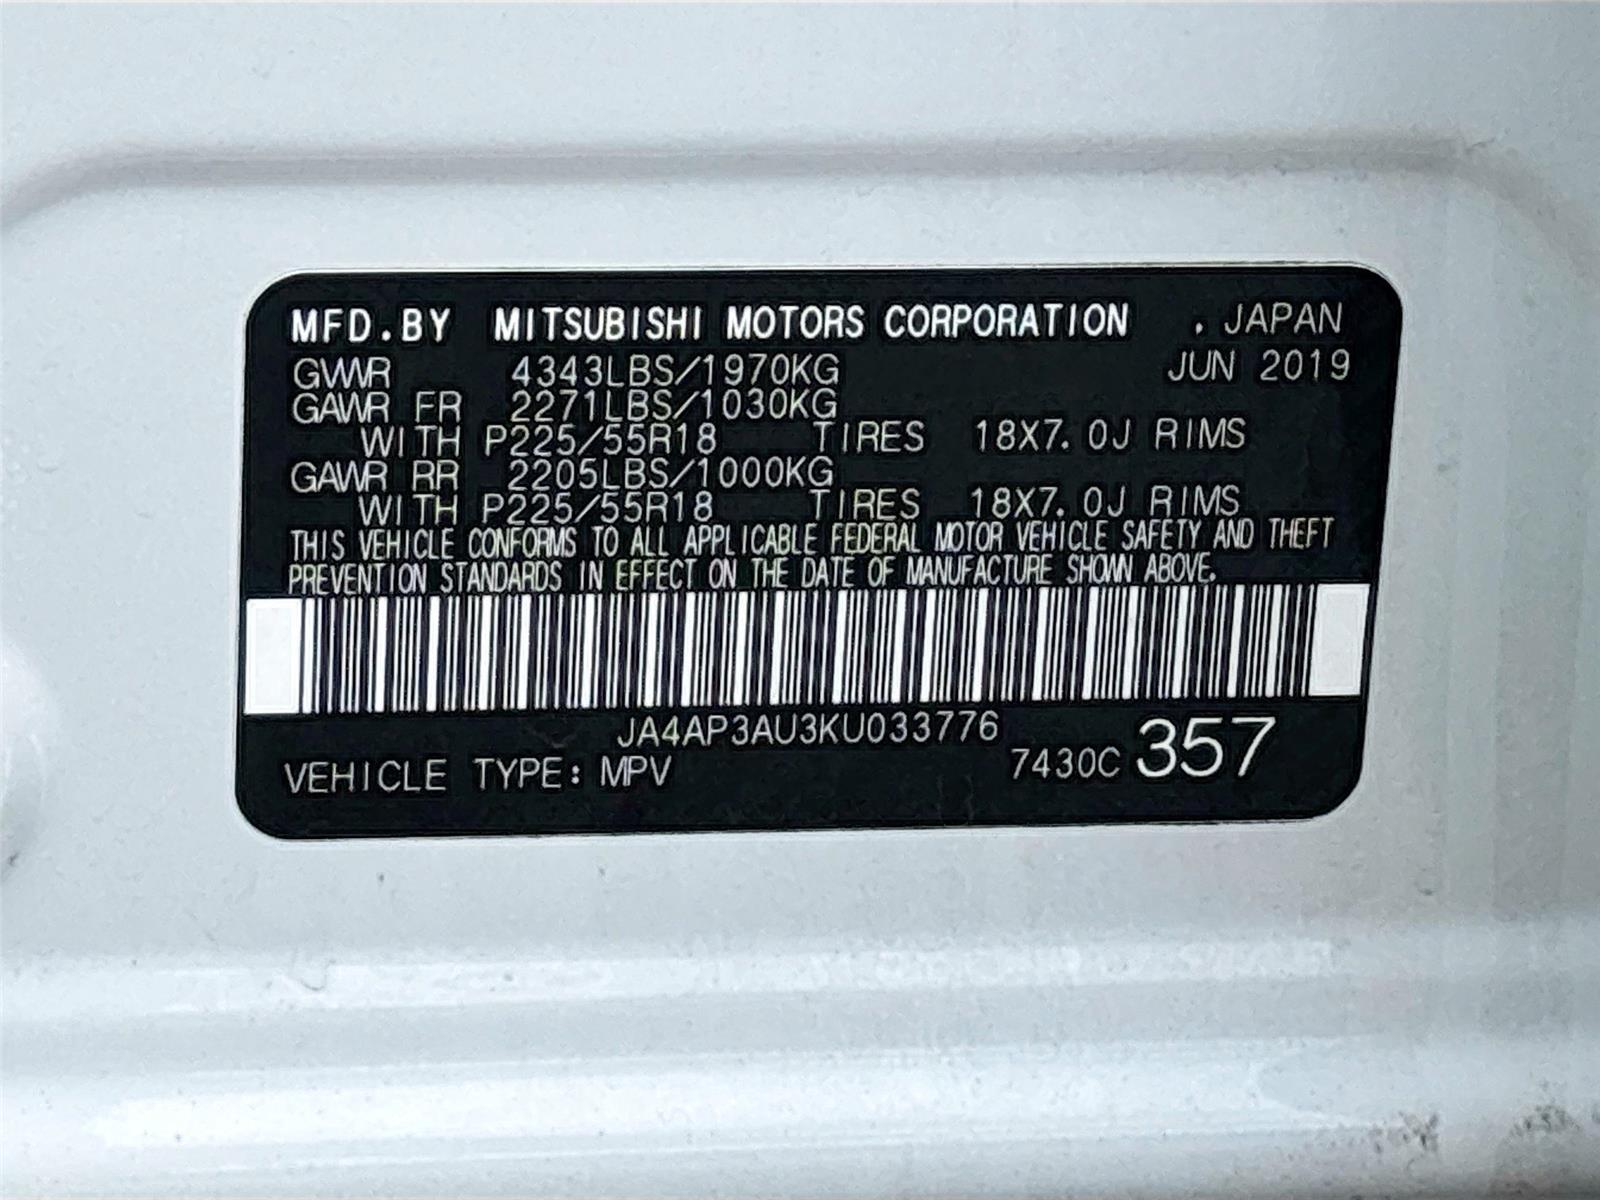 MFD.BY MITSUBISHI MOTORS CORPORATION . JAPAN
GVWR 4343LBS/1970KG JUN 2019
GAWR FR 2271LBS/1030KG
WITH P225/55R18 TIRES 18X7.0J RIMS
GAWR RR 2205LBS/1000KG
WITH P225/55R18 TIRES 18X7.0J RIMS
THIS VEHICLE CONFORMS TO ALL APPLICABLE FEDERAL MOTOR VEHICLE SAFETY AND THEFT
PREVENTION STANDARDS IN EFFECT ON THE DATE OF MANUFACTURE SHOWN ABOVE.
JA4AP3AU3KU033776
VEHICLE TYPE: MPV 7430C 357